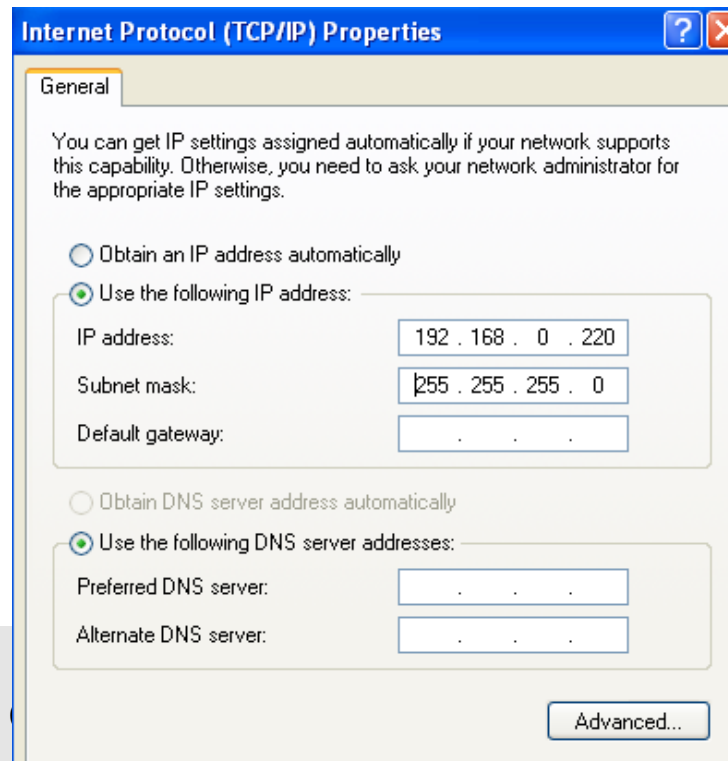 Internet Protocol (TCP/IP) Properties
General
You can get IP settings assigned automatically if your network supports
this capability. Otherwise, you need to ask your network administrator for
the appropriate IP settings.
Obtain an IP address automatically
Use the following IP address:
IP address: 192 . 168 . 0 . 220
Subnet mask: 255 . 255 . 255 . 0
Default gateway: . . .
Obtain DNS server address automatically
Use the following DNS server addresses:
Preferred DNS server: . . .
Alternate DNS server: . . .
Advanced...